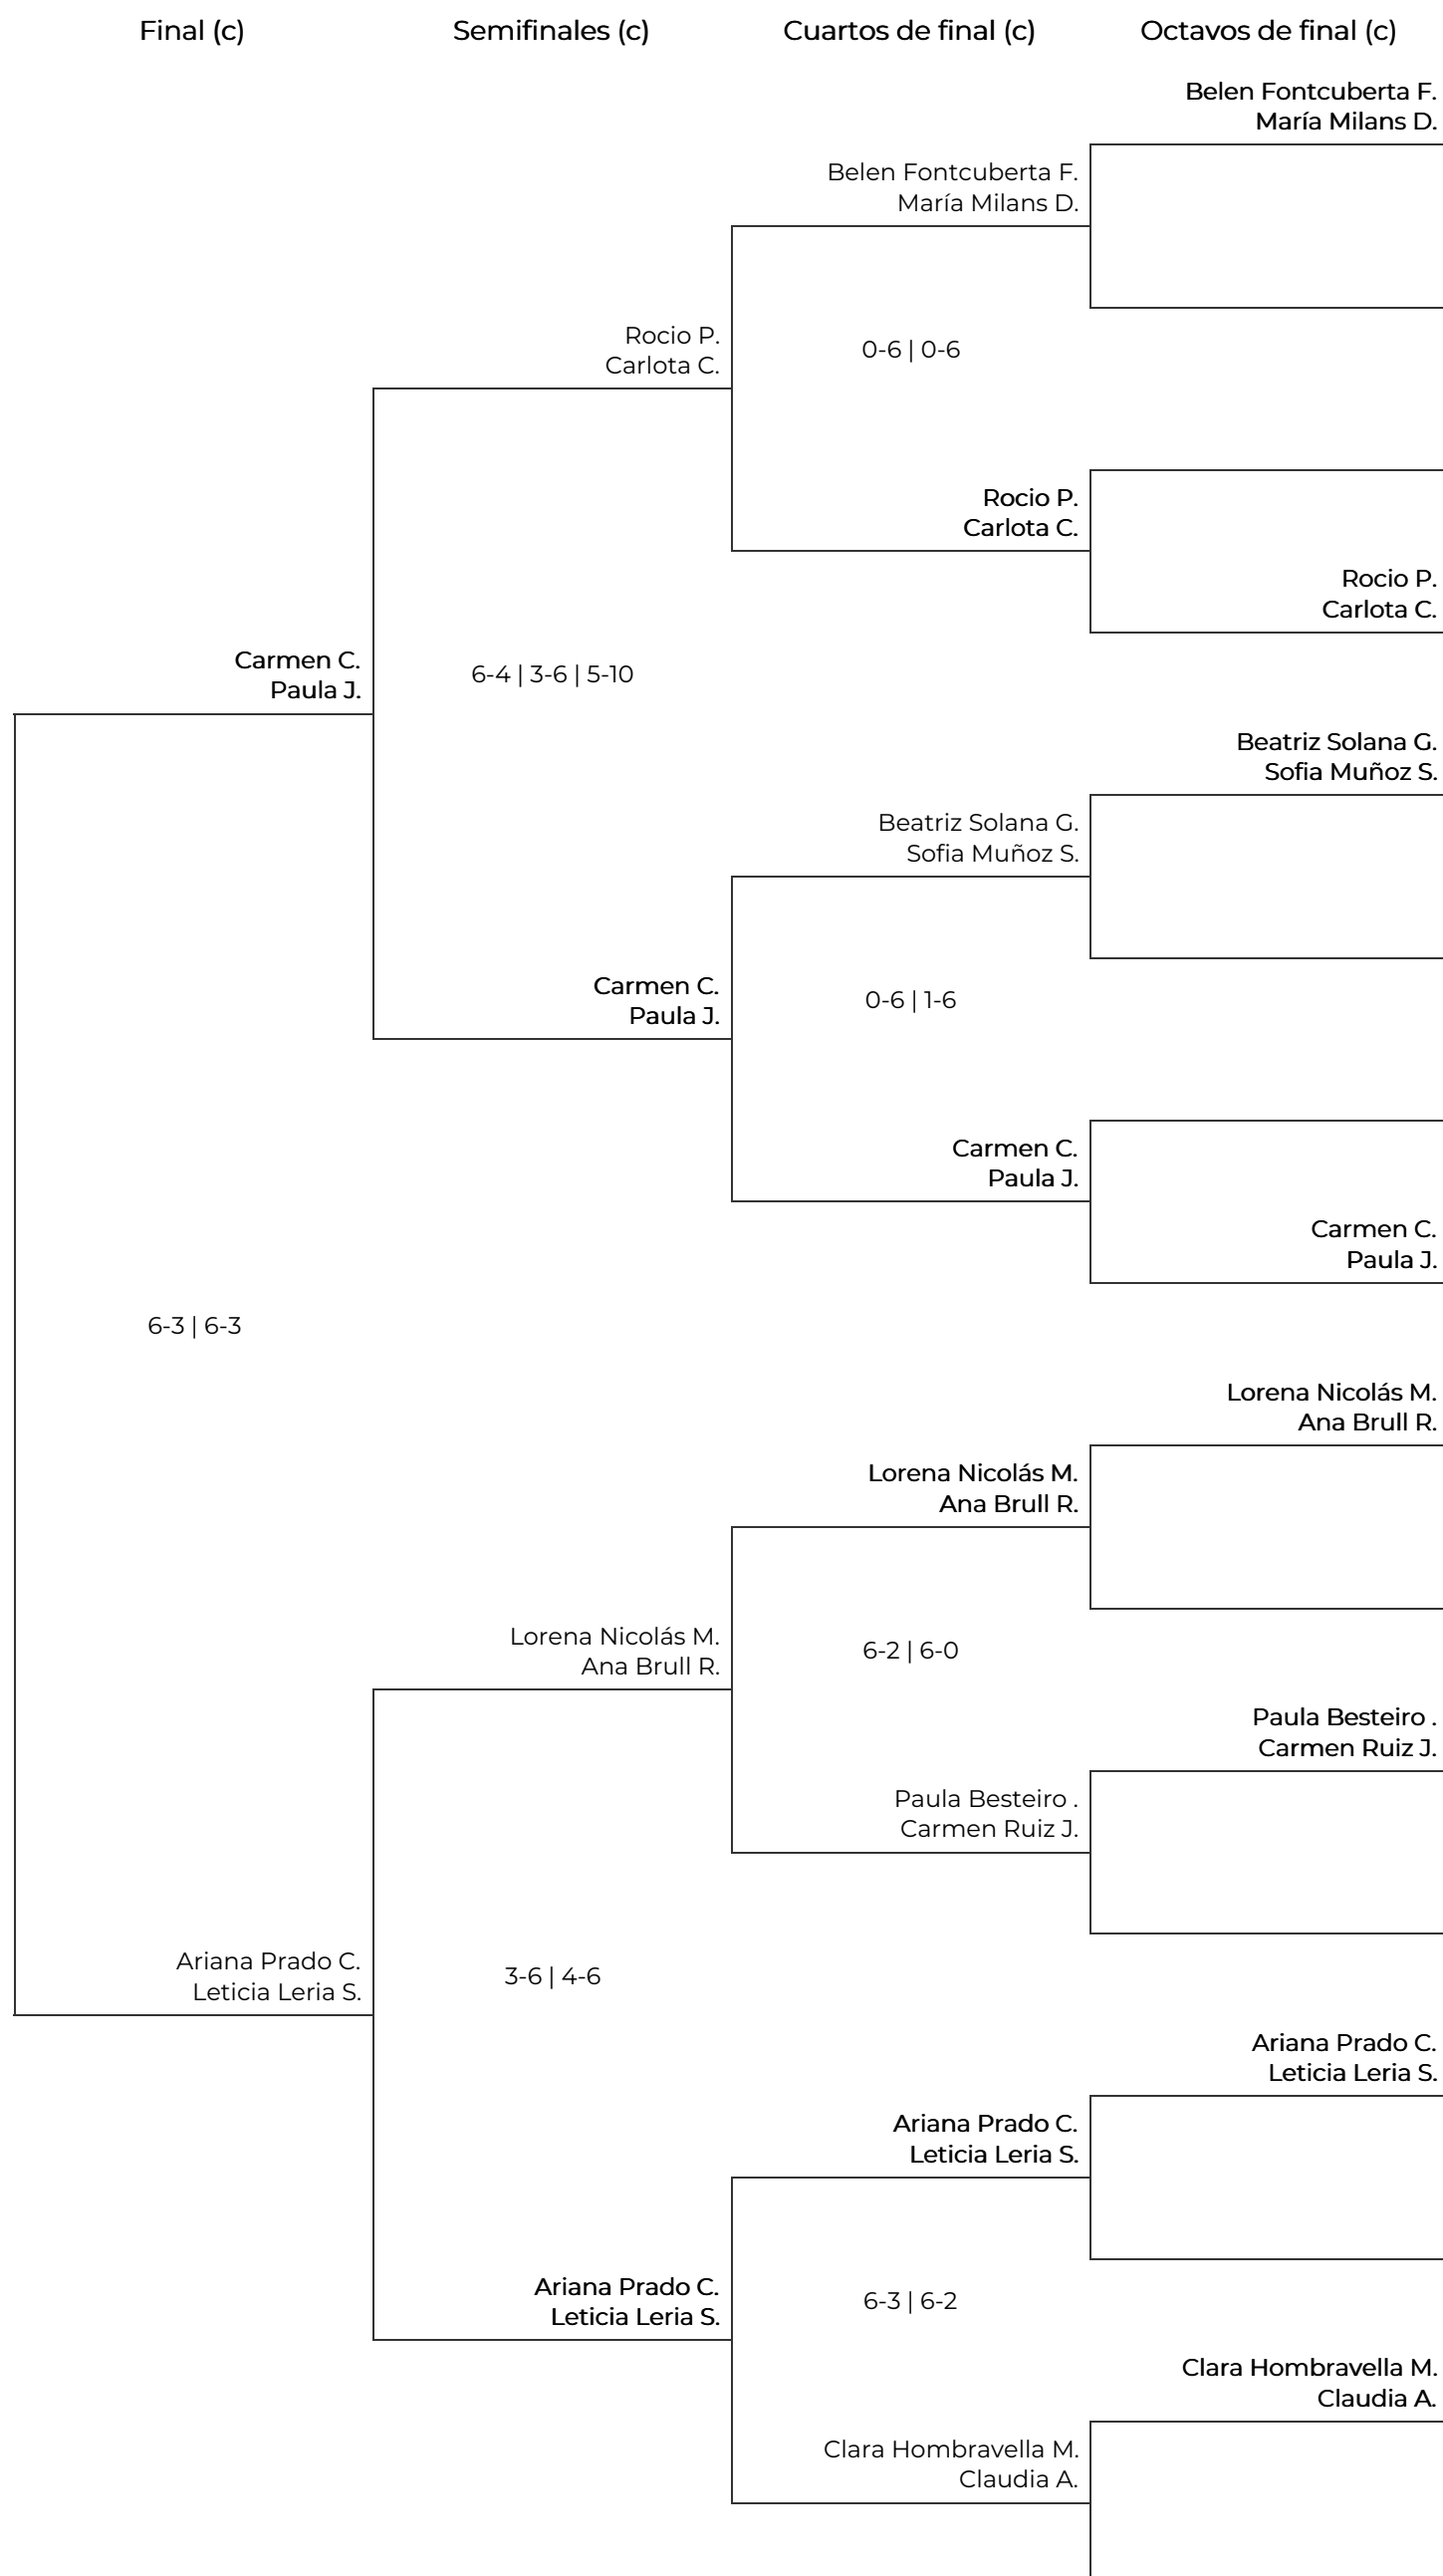 Final (c)
Semifinales (c)
Cuartos de final (c)
Octavos de final (c)
Belen Fontcuberta F.
María Milans D.
Belen Fontcuberta F.
María Milans D.
Rocio P.
Carlota C.
0-6 | 0-6
Rocio P.
Carlota C.
Rocio P.
Carlota C.
Carmen C.
Paula J.
6-4 | 3-6 | 5-10
Beatriz Solana G.
Sofia Muñoz S.
Beatriz Solana G.
Sofia Muñoz S.
Carmen C.
Paula J.
0-6 | 1-6
Carmen C.
Paula J.
Carmen C.
Paula J.
6-3 | 6-3
Lorena Nicolás M.
Ana Brull R.
Lorena Nicolás M.
Ana Brull R.
Lorena Nicolás M.
Ana Brull R.
6-2 | 6-0
Paula Besteiro .
Carmen Ruiz J.
Paula Besteiro .
Carmen Ruiz J.
Ariana Prado C.
Leticia Leria S.
3-6 | 4-6
Ariana Prado C.
Leticia Leria S.
Ariana Prado C.
Leticia Leria S.
Ariana Prado C.
Leticia Leria S.
6-3 | 6-2
Clara Hombravella M.
Claudia A.
Clara Hombravella M.
Claudia A.